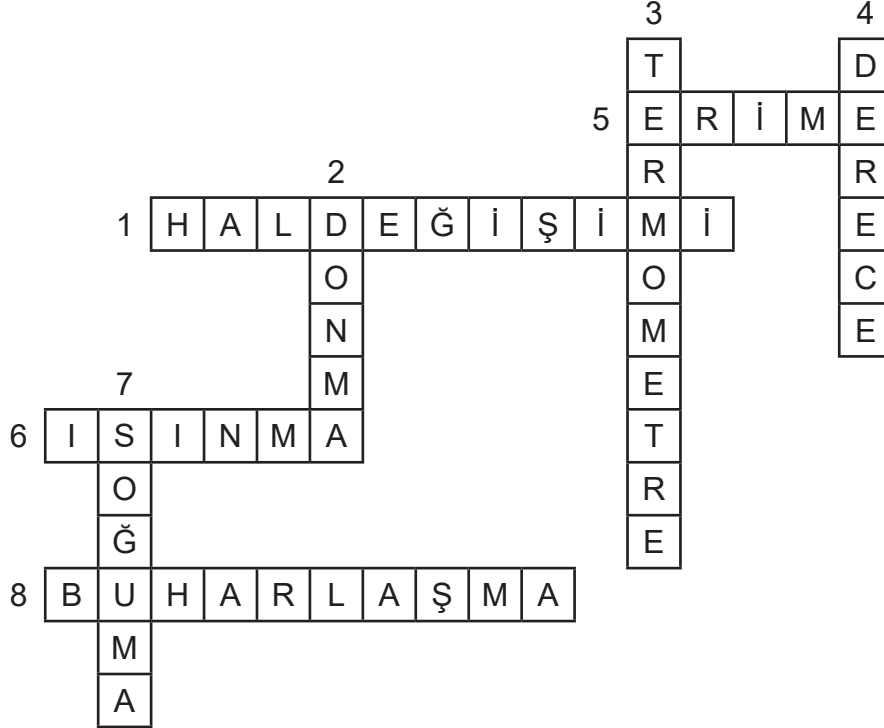 3 4
T D
5 E R İ M E
2 R R
1 H A L D E Ğ İ Ş İ M İ E
O O C
N M E
7 M E
6 I S I N M A T
O R
Ğ E
8 B U H A R L A Ş M A
M
A